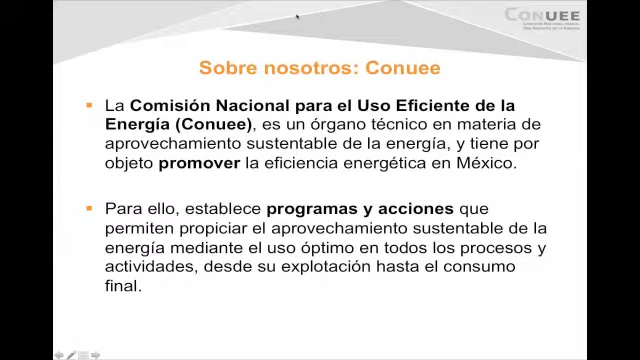 CONUEE
Sobre nosotros: Conuee
La Comisión Nacional para el Uso Eficiente de la
Energía (Conuee), es un órgano técnico en materia de
aprovechamiento sustentable de la energía, y tiene por
objeto promover la eficiencia energética en México.
Para ello, establece programas y acciones que
permiten propiciar el aprovechamiento sustentable de la
energía mediante el uso óptimo en todos los procesos y
actividades, desde su explotación hasta el consumo
final.